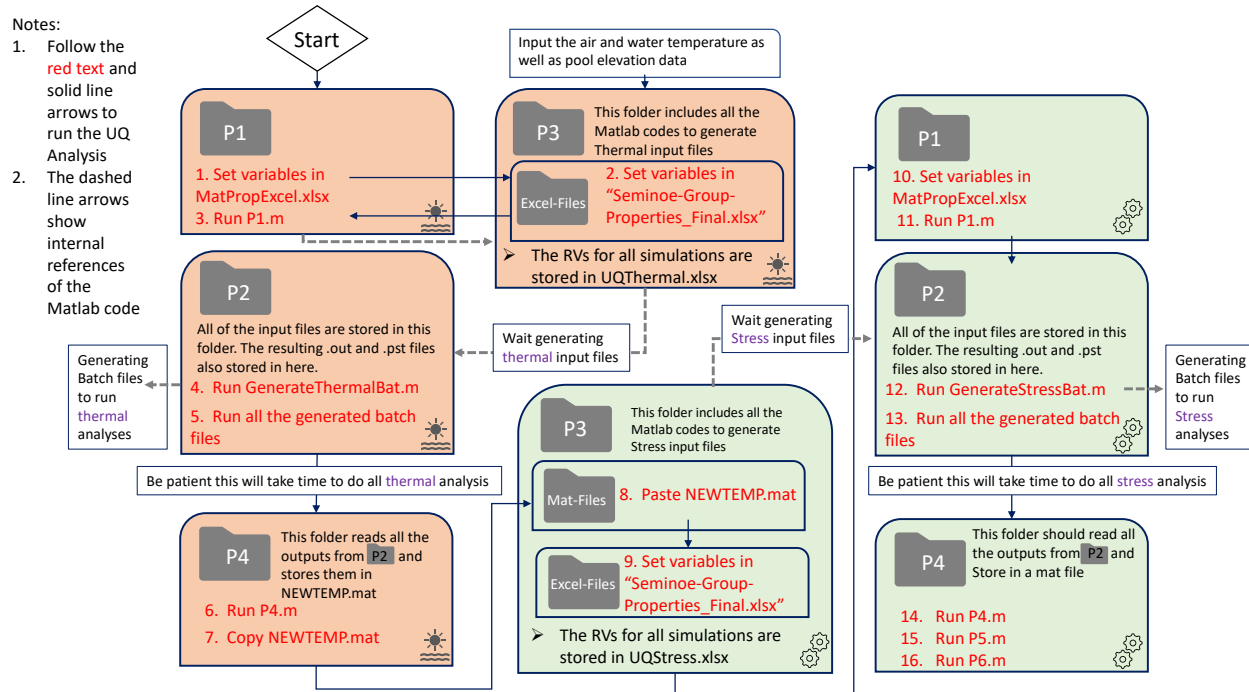 Notes:
1. Follow the
red text and
solid line
arrows to
run the UQ
Analysis
2. The dashed
line arrows
show
internal
references
of the
Matlab code
Start
Input the air and water temperature as
well as pool elevation data
P1
1. Set variables in
MatPropExcel.xlsx
3. Run P1.m
P3
This folder includes all the
Matlab codes to generate
Thermal input files
Excel-Files
2. Set variables in
“Seminoe-Group-
Properties_Final.xlsx”
➢ The RVs for all simulations are
stored in UQThermal.xlsx
P1
10. Set variables in
MatPropExcel.xlsx
11. Run P1.m
P2
All of the input files are stored in this
folder. The resulting .out and .pst files
also stored in here.
4. Run GenerateThermalBat.m
5. Run all the generated batch
files
Generating
Batch files
to run
thermal
analyses
Wait generating
thermal input files
Wait generating
Stress input files
P2
All of the input files are stored in this
folder. The resulting .out and .pst
files also stored in here.
12. Run GenerateStressBat.m
13. Run all the generated batch
files
Generating
Batch files
to run
Stress
analyses
Be patient this will take time to do all thermal analysis
P4
This folder reads all the
outputs from P2 and
stores them in
NEWTEMP.mat
6. Run P4.m
7. Copy NEWTEMP.mat
P3
This folder includes all the
Matlab codes to generate
Stress input files
Mat-Files
8. Paste NEWTEMP.mat
Excel-Files
9. Set variables in
“Seminoe-Group-
Properties_Final.xlsx”
➢ The RVs for all simulations are
stored in UQStress.xlsx
Be patient this will take time to do all stress analysis
P4
This folder should read all
the outputs from P2 and
Store in a mat file
14. Run P4.m
15. Run P5.m
16. Run P6.m